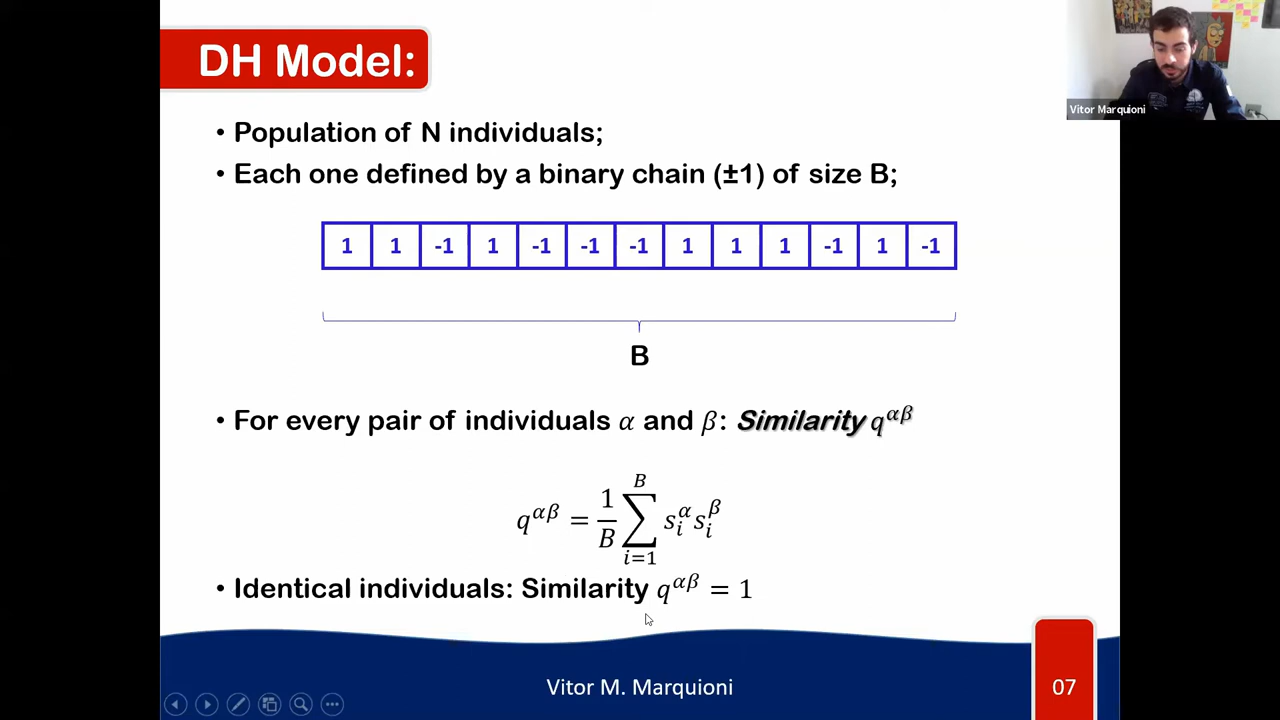 DH Model:
Vitor Marquioni
• Population of N individuals;
• Each one defined by a binary chain (±1) of size B;
1 1 -1 1 -1 -1 -1 1 1 1 -1 1 -1
B
• For every pair of individuals α and β: Similarity q^{αβ}
q^{αβ} = \frac{1}{B} \sum_{i=1}^{B} s_i^α s_i^β
• Identical individuals: Similarity q^{αβ} = 1
Vitor M. Marquioni
07